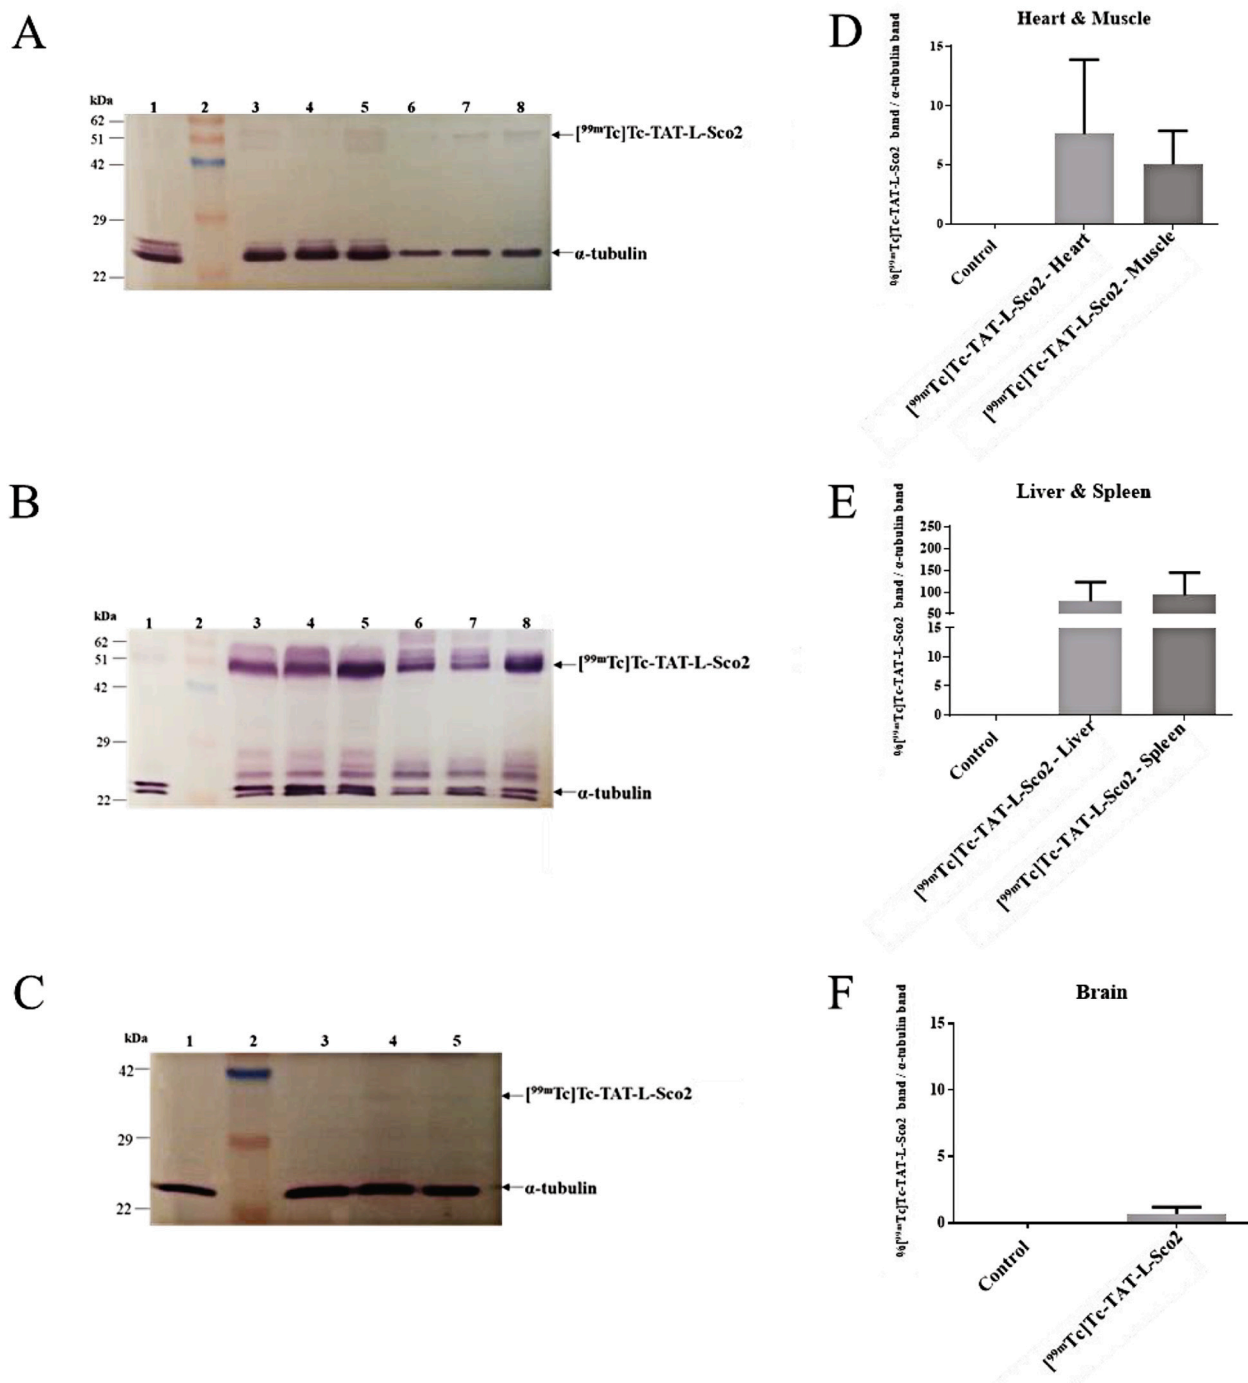 A
kDa
1 2 3 4 5 6 7 8
62
51
42
29
22
[⁹⁹ᵐTc]Tc-TAT-L-Sco2
α-tubulin
D
Heart & Muscle
%[⁹⁹ᵐTc]Tc-TAT-L-Sco2 band / α-tubulin band
15
10
5
0
Control
[⁹⁹ᵐTc]Tc-TAT-L-Sco2 - Heart
[⁹⁹ᵐTc]Tc-TAT-L-Sco2 - Muscle
B
kDa
1 2 3 4 5 6 7 8
62
51
42
29
22
[⁹⁹ᵐTc]Tc-TAT-L-Sco2
α-tubulin
E
Liver & Spleen
%[⁹⁹ᵐTc]Tc-TAT-L-Sco2 band / α-tubulin band
250
200
150
100
50
15
10
5
0
Control
[⁹⁹ᵐTc]Tc-TAT-L-Sco2 - Liver
[⁹⁹ᵐTc]Tc-TAT-L-Sco2 - Spleen
C
kDa
1 2 3 4 5
42
29
22
[⁹⁹ᵐTc]Tc-TAT-L-Sco2
α-tubulin
F
Brain
%[⁹⁹ᵐTc]Tc-TAT-L-Sco2 band / α-tubulin band
15
10
5
0
Control
[⁹⁹ᵐTc]Tc-TAT-L-Sco2